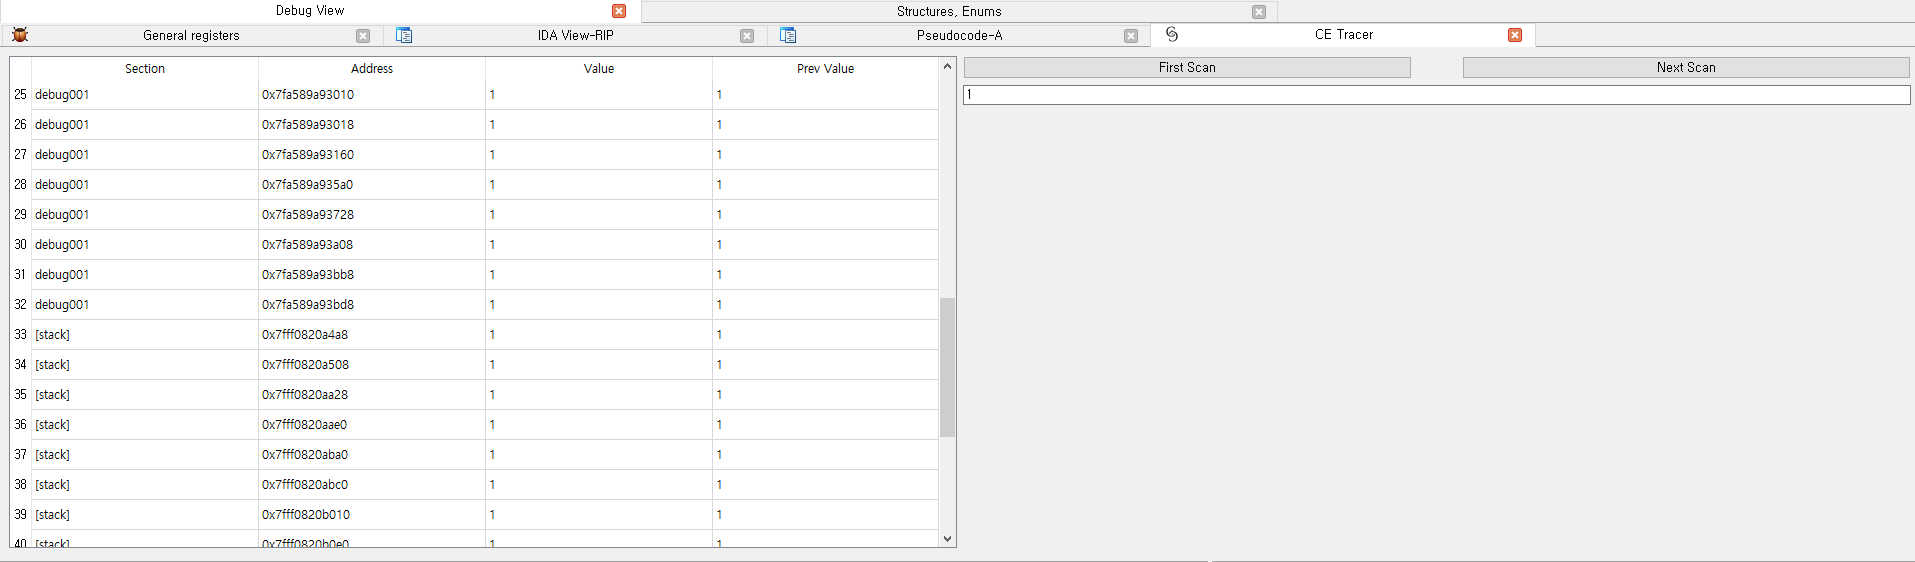 Debug View
Structures, Enums
General registers
IDA View-RIP
Pseudocode-A
CE Tracer
Section Address Value Prev Value
25 debug001 0x7fa589a93010 1 1
26 debug001 0x7fa589a93018 1 1
27 debug001 0x7fa589a93160 1 1
28 debug001 0x7fa589a935a0 1 1
29 debug001 0x7fa589a93728 1 1
30 debug001 0x7fa589a93a08 1 1
31 debug001 0x7fa589a93bb8 1 1
32 debug001 0x7fa589a93bd8 1 1
33 [stack] 0x7fff0820a4a8 1 1
34 [stack] 0x7fff0820a508 1 1
35 [stack] 0x7fff0820aa28 1 1
36 [stack] 0x7fff0820aae0 1 1
37 [stack] 0x7fff0820aba0 1 1
38 [stack] 0x7fff0820abc0 1 1
39 [stack] 0x7fff0820b010 1 1
40 [stack] 0x7fff0820b0e0 1 1
First Scan
Next Scan
1